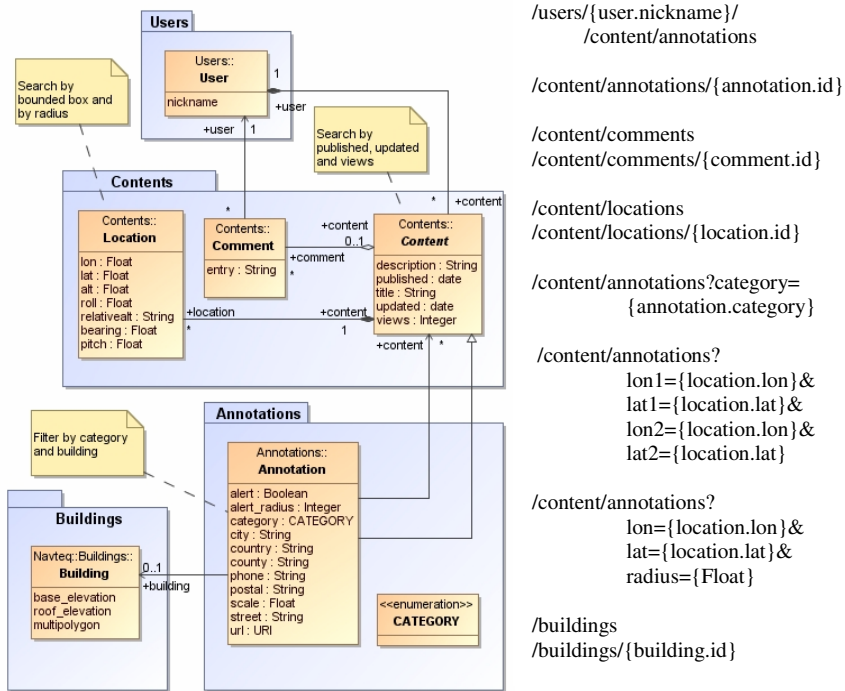 Users
Users::
User
nickname
1
+user
+user
1
Search by
bounded box and
by radius
Search by
published, updated
and views
Contents
*
+content
Contents::
Location
lon : Float
lat : Float
alt : Float
roll : Float
relativealt : String
bearing : Float
pitch : Float
*
Contents::
Comment
entry : String
+content
0..1
+comment
*
Contents::
Content
description : String
published : date
title : String
updated : date
views : Integer
+location
*
+content
1
+content
*
Annotations
Filter by category
and building
Annotations::
Annotation
alert : Boolean
alert_radius : Integer
category : CATEGORY
city : String
country : String
county : String
phone : String
postal : String
scale : Float
street : String
url : URI
Buildings
Navteq::Buildings::
Building
base_elevation
roof_elevation
multipolygon
0..1
+building
<<enumeration>>
CATEGORY
/users/{user.nickname}/
/content/annotations
/content/annotations/{annotation.id}
/content/comments
/content/comments/{comment.id}
/content/locations
/content/locations/{location.id}
/content/annotations?category=
{annotation.category}
/content/annotations?
lon1={location.lon}&
lat1={location.lat}&
lon2={location.lon}&
lat2={location.lat}
/content/annotations?
lon={location.lon}&
lat={location.lat}&
radius={Float}
/buildings
/buildings/{building.id}